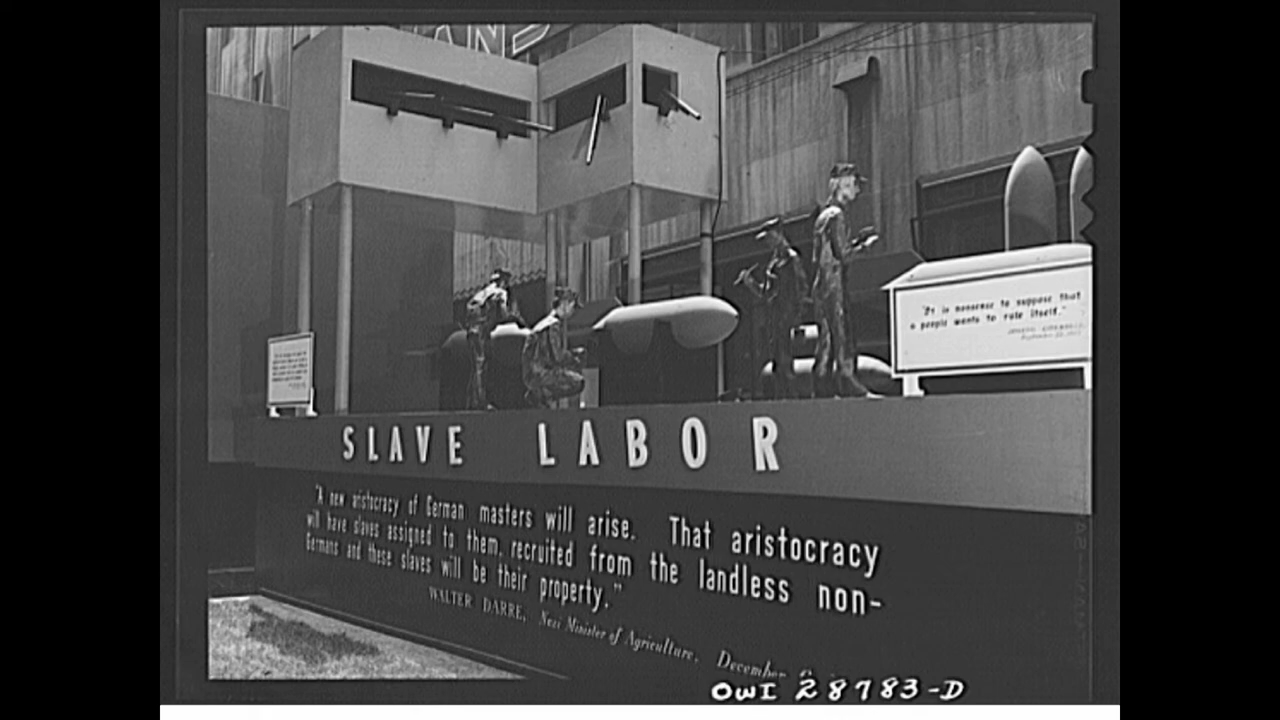 "It is nonsense to suppose that
a people wants to rule itself."
SLAVE LABOR
"A new aristocracy of German masters will arise. That aristocracy
will have slaves assigned to them, recruited from the landless non-
Germans and these slaves will be their property."
WALTER DARRE, Nazi Minister of Agriculture, December
OWI 28783-D